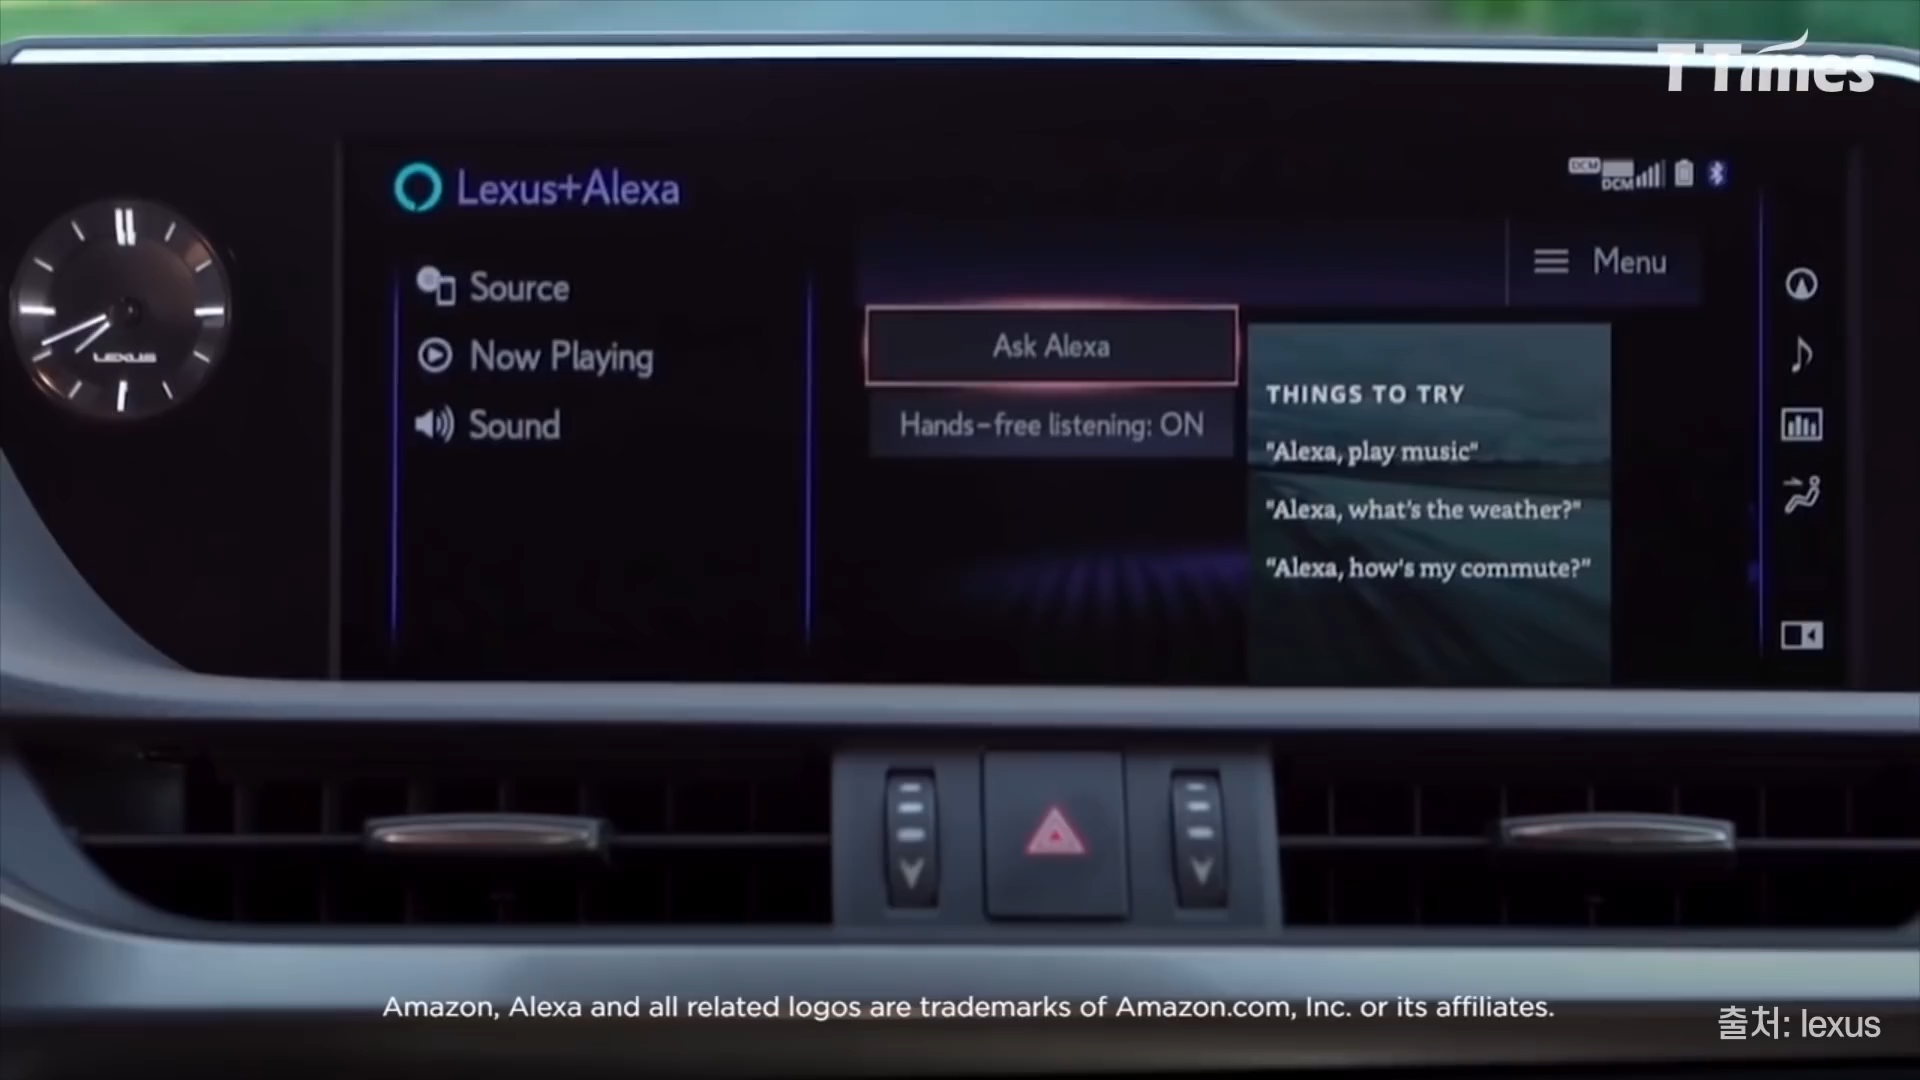 TTimes
Lexus+Alexa
DCM
DCM
Source
Now Playing
Sound
Menu
Ask Alexa
Hands-free listening: ON
THINGS TO TRY
"Alexa, play music"
"Alexa, what's the weather?"
"Alexa, how's my commute?"
LEXUS
Amazon, Alexa and all related logos are trademarks of Amazon.com, Inc. or its affiliates.
출처: lexus